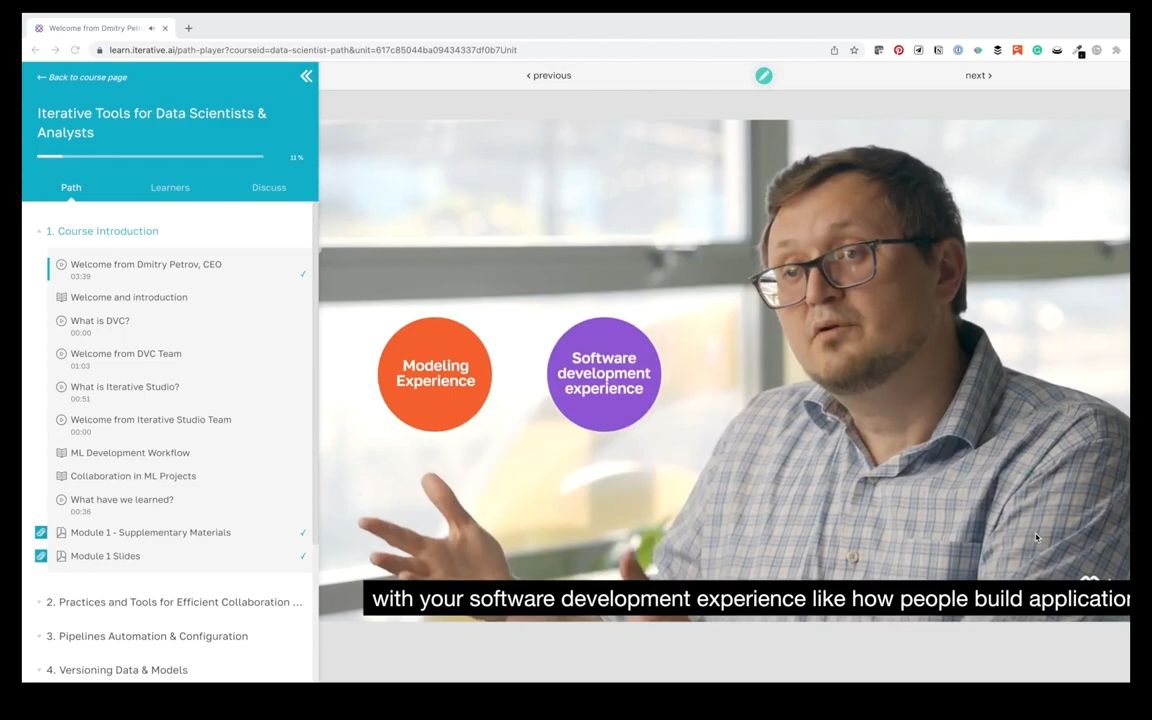 Welcome from Dmitry Petr
learn.iterative.ai/path-player?courseid=data-scientist-path&unit=617c85044ba09434337df0b7Unit
Back to course page
Iterative Tools for Data Scientists &
Analysts
11 %
Path
Learners
Discuss
1. Course Introduction
Welcome from Dmitry Petrov, CEO
03:39
Welcome and introduction
What is DVC?
00:00
Welcome from DVC Team
01:03
What is Iterative Studio?
00:51
Welcome from Iterative Studio Team
00:00
ML Development Workflow
Collaboration in ML Projects
What have we learned?
00:36
Module 1 - Supplementary Materials
Module 1 Slides
2. Practices and Tools for Efficient Collaboration ...
3. Pipelines Automation & Configuration
4. Versioning Data & Models
‹ previous
next ›
Modeling
Experience
Software
development
experience
with your software development experience like how people build application